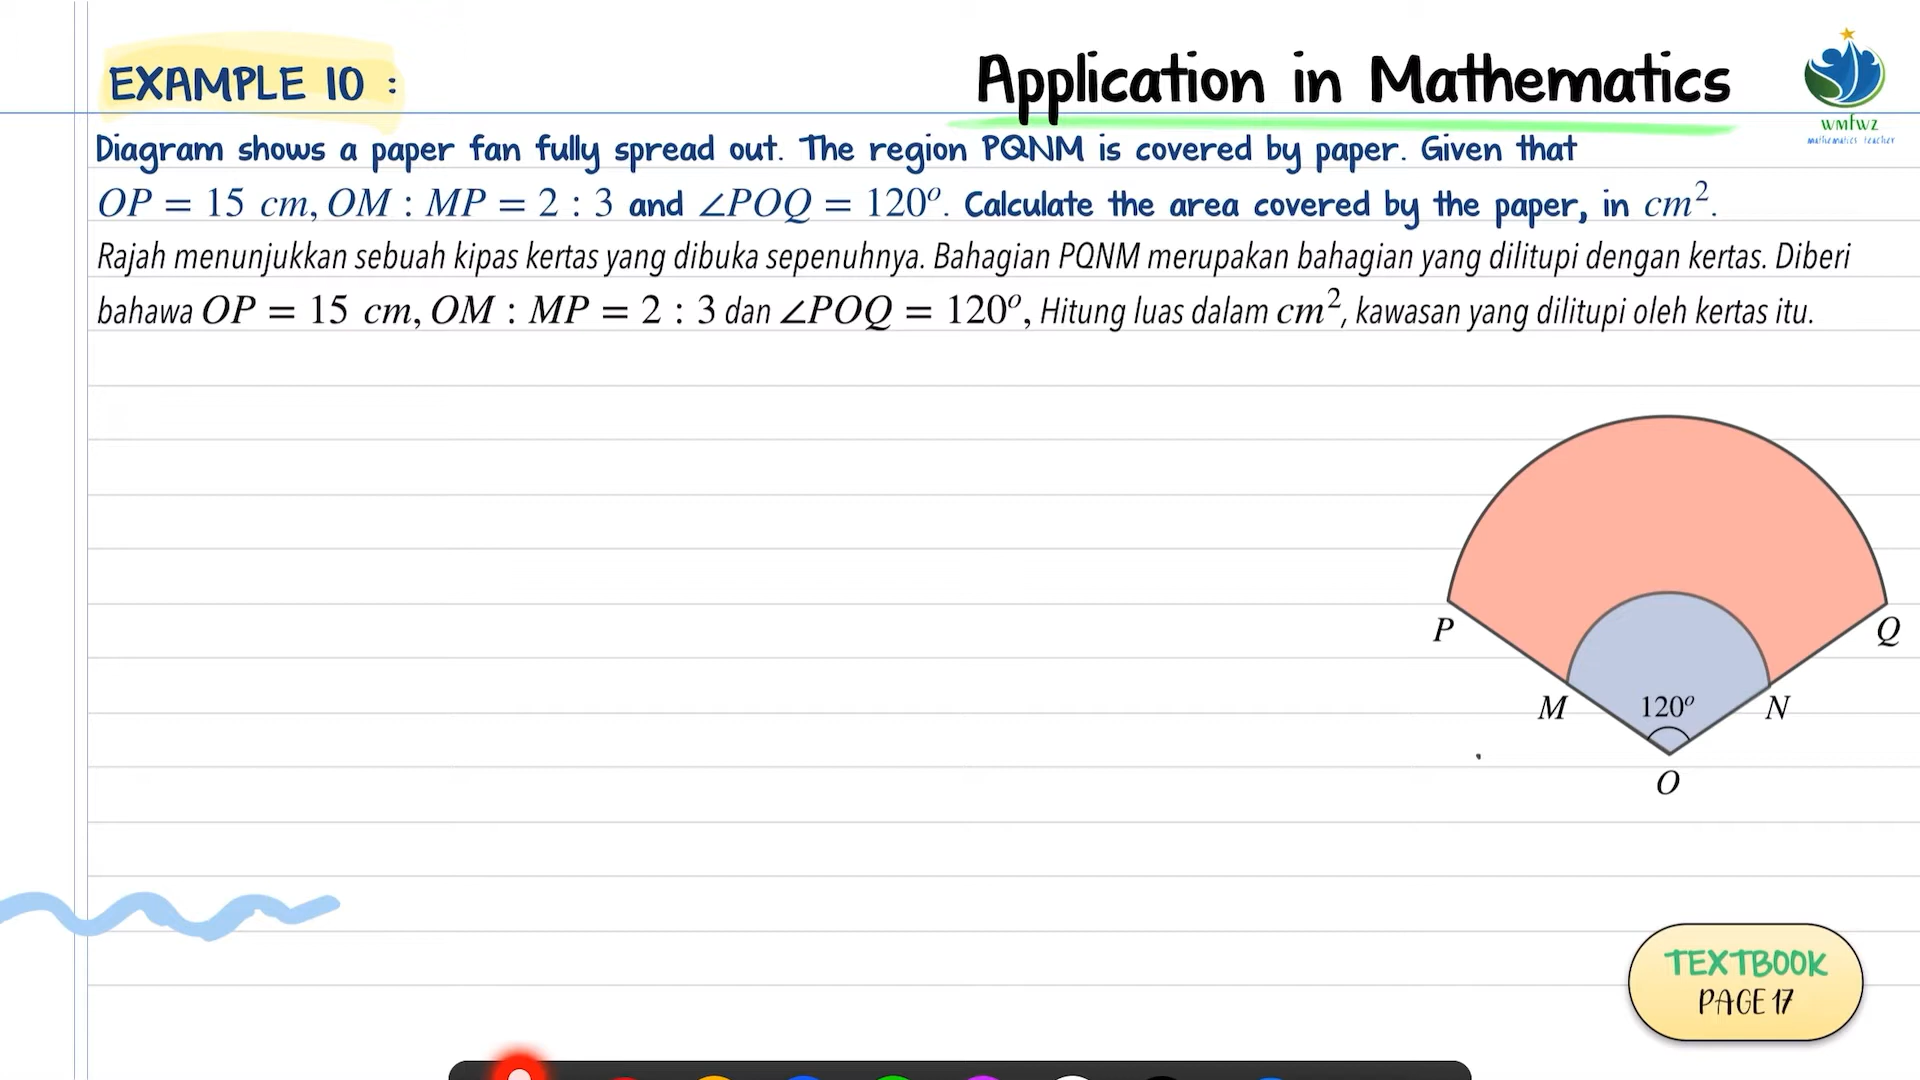 EXAMPLE 10 :
Application in Mathematics
WMFWZ
mathematics teacher
Diagram shows a paper fan fully spread out. The region PQNM is covered by paper. Given that
OP = 15 cm, OM : MP = 2 : 3 and ∠POQ = 120°. Calculate the area covered by the paper, in cm².
Rajah menunjukkan sebuah kipas kertas yang dibuka sepenuhnya. Bahagian PQNM merupakan bahagian yang dilitupi dengan kertas. Diberi
bahawa OP = 15 cm, OM : MP = 2 : 3 dan ∠POQ = 120°, Hitung luas dalam cm², kawasan yang dilitupi oleh kertas itu.
P
Q
M
120°
N
O
TEXTBOOK
PAGE 17